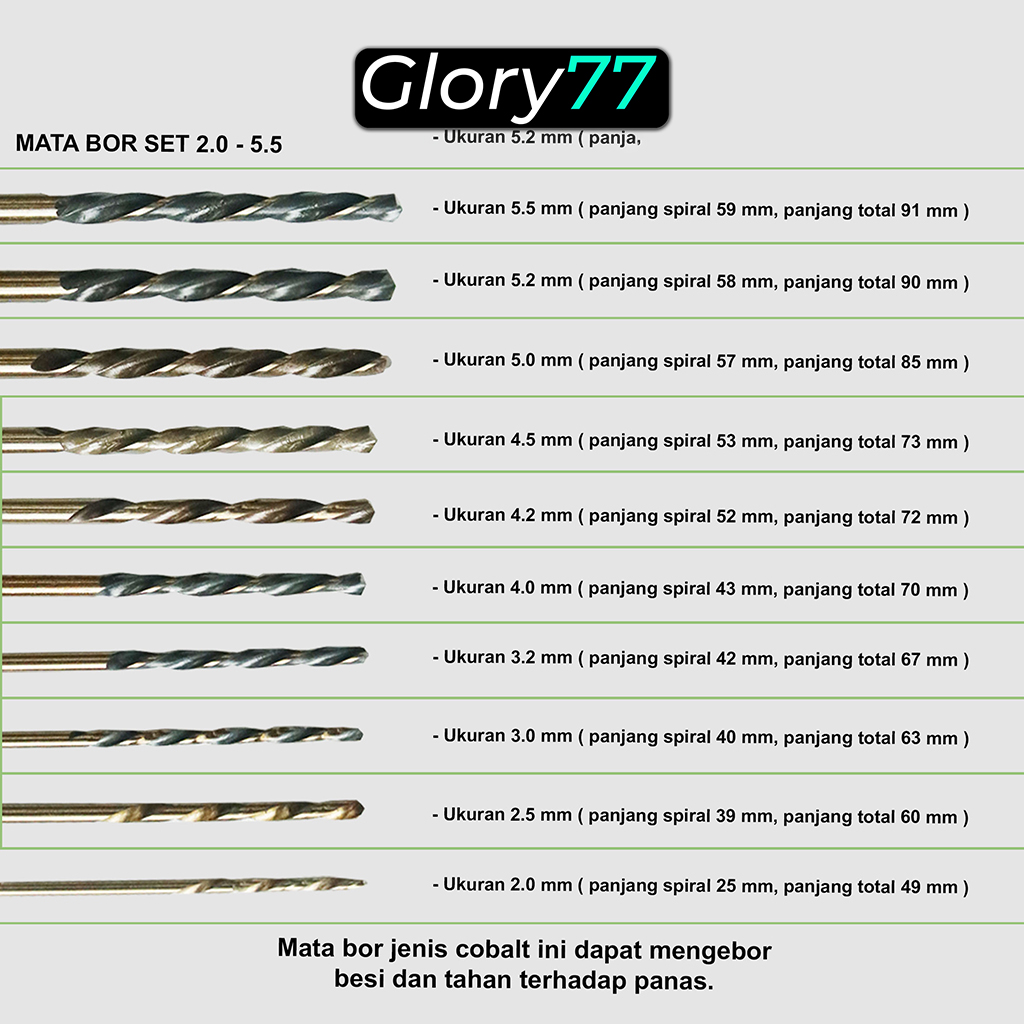 Glory77
- Ukuran 5.2 mm ( panja,
MATA BOR SET 2.0 - 5.5
- Ukuran 5.5 mm ( panjang spiral 59 mm, panjang total 91 mm )
- Ukuran 5.2 mm ( panjang spiral 58 mm, panjang total 90 mm )
- Ukuran 5.0 mm ( panjang spiral 57 mm, panjang total 85 mm )
- Ukuran 4.5 mm ( panjang spiral 53 mm, panjang total 73 mm )
- Ukuran 4.2 mm ( panjang spiral 52 mm, panjang total 72 mm )
- Ukuran 4.0 mm ( panjang spiral 43 mm, panjang total 70 mm )
- Ukuran 3.2 mm ( panjang spiral 42 mm, panjang total 67 mm )
- Ukuran 3.0 mm ( panjang spiral 40 mm, panjang total 63 mm )
- Ukuran 2.5 mm ( panjang spiral 39 mm, panjang total 60 mm )
- Ukuran 2.0 mm ( panjang spiral 25 mm, panjang total 49 mm )
Mata bor jenis cobalt ini dapat mengebor
besi dan tahan terhadap panas.